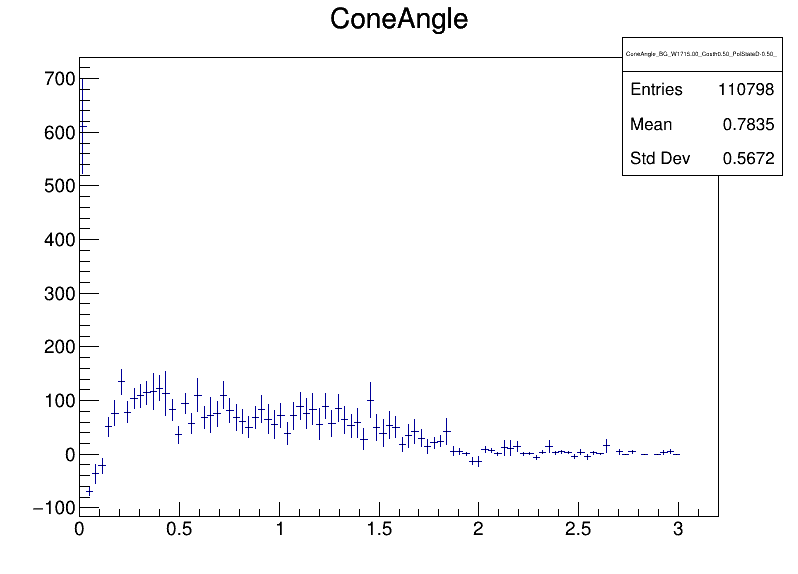 ConeAngle
ConeAngle_BG_W1715.00_Costh0.50_PolStateD-0.50_
Entries 110798
Mean 0.7835
Std Dev 0.5672
700
600
500
400
300
200
100
0
−100
0 0.5 1 1.5 2 2.5 3